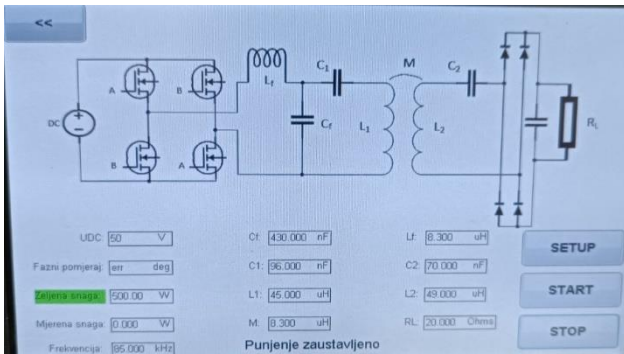 <<
C₁
M
C₂
Lf
A
B
DC
Cf
L₁
L₂
RL
B
A
UDC: 50 V
Cf: 430.000 nF
Lf: 8.300 uH
SETUP
Fazni pomjeraj: err deg
C1: 96.000 nF
C2: 70.000 nF
Zeljena snaga: 500.00 W
L1: 45.000 uH
L2: 49.000 uH
START
Mjerena snaga: 0.000 W
M: 8.300 uH
RL: 20.000 Ohms
STOP
Frekvencija: 85.000 kHz
Punjenje zaustavljeno